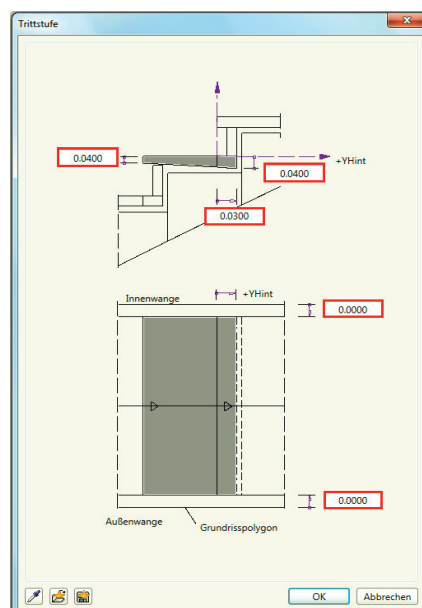 Trittstufe
0.0400
+YHint
0.0400
0.0300
Innenwange
+YHint
0.0000
0.0000
Außenwange
Grundrisspolygon
OK
Abbrechen